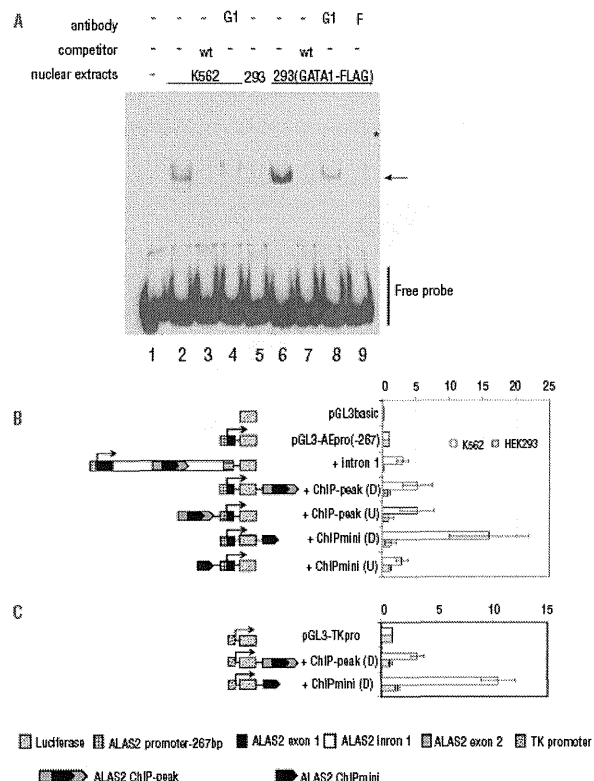 A
antibody - - - G1 - - - G1 F
competitor - - wt - - - wt - -
nuclear extracts - K562 293 293(GATA1-FLAG)
*
Free probe
1 2 3 4 5 6 7 8 9
B
0 5 10 15 20 25
pGL3basic
pGL3-AEpro(-267)
K562 HEK293
+ intron 1
+ ChIP-peak (D)
+ ChIP-peak (U)
+ ChIPmini (D)
+ ChIPmini (U)
C
0 5 10 15
pGL3-TKpro
+ ChIP-peak (D)
+ ChIPmini (D)
Luciferase ALAS2 promoter-267bp ALAS2 exon 1 ALAS2 inron 1 ALAS2 exon 2 TK promoter
ALAS2 ChIP-peak ALAS2 ChIPmini